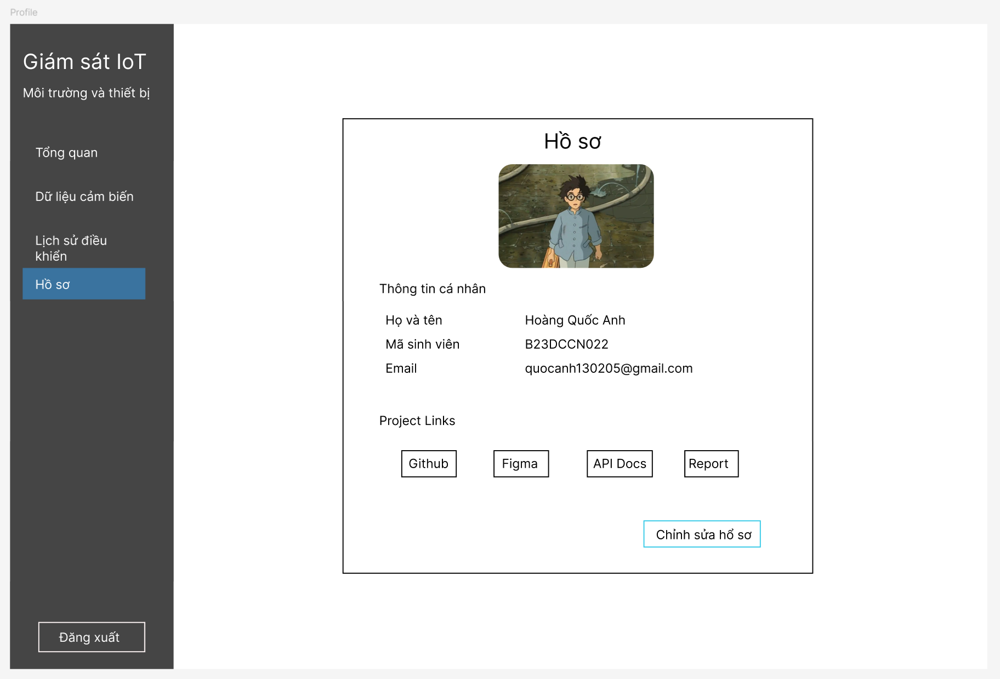 Profile
Giám sát IoT
Môi trường và thiết bị
Tổng quan
Dữ liệu cảm biến
Lịch sử điều
khiển
Hồ sơ
Đăng xuất
Hồ sơ
Thông tin cá nhân
Họ và tên Hoàng Quốc Anh
Mã sinh viên B23DCCN022
Email quocanh130205@gmail.com
Project Links
Github Figma API Docs Report
Chỉnh sửa hổ sơ